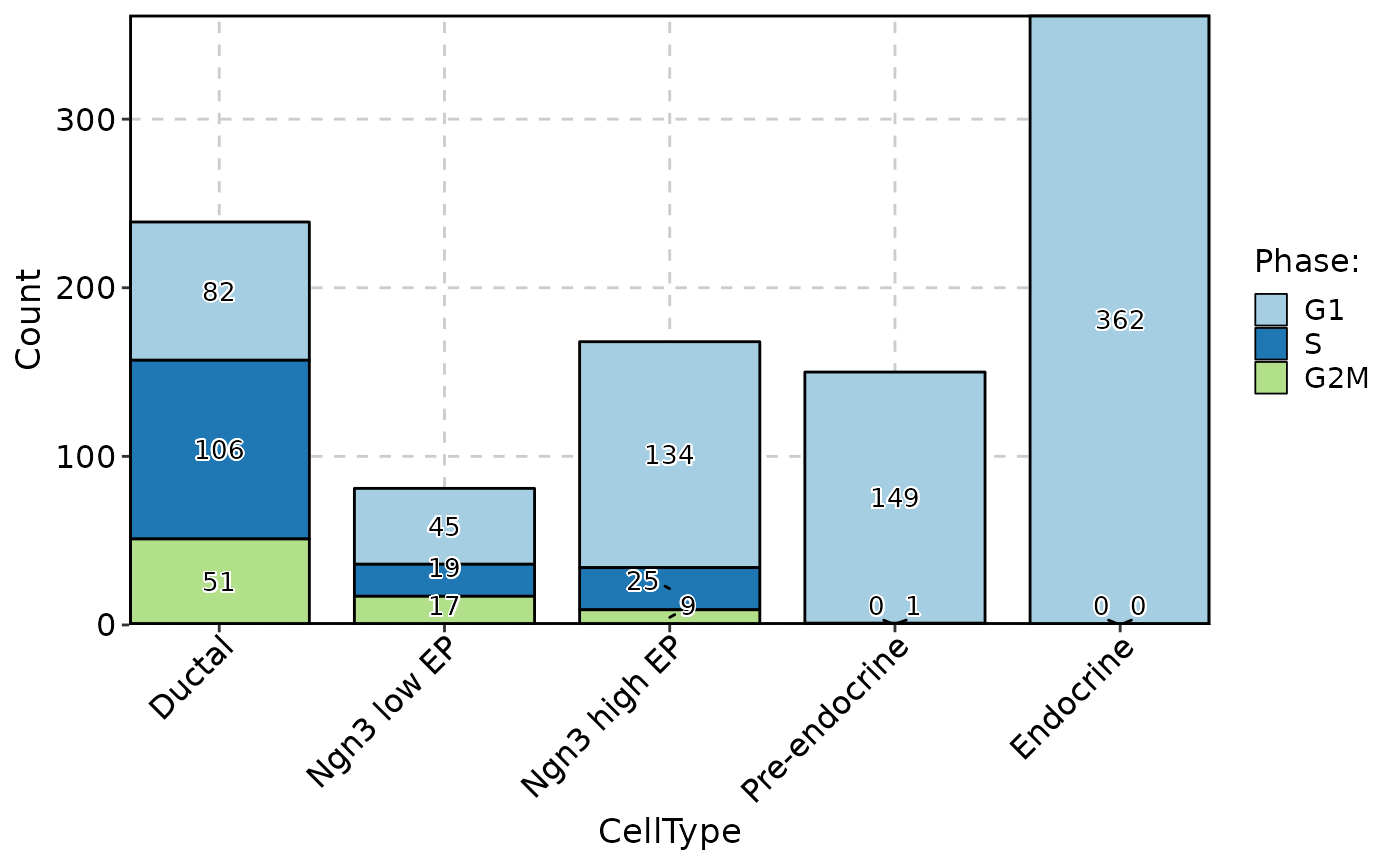 Count
300
200
100
0
82
106
51
45
19
17
134
25
9
149
0 1
362
0 0
Ductal
Ngn3 low EP
Ngn3 high EP
Pre-endocrine
Endocrine
CellType
Phase:
G1
S
G2M